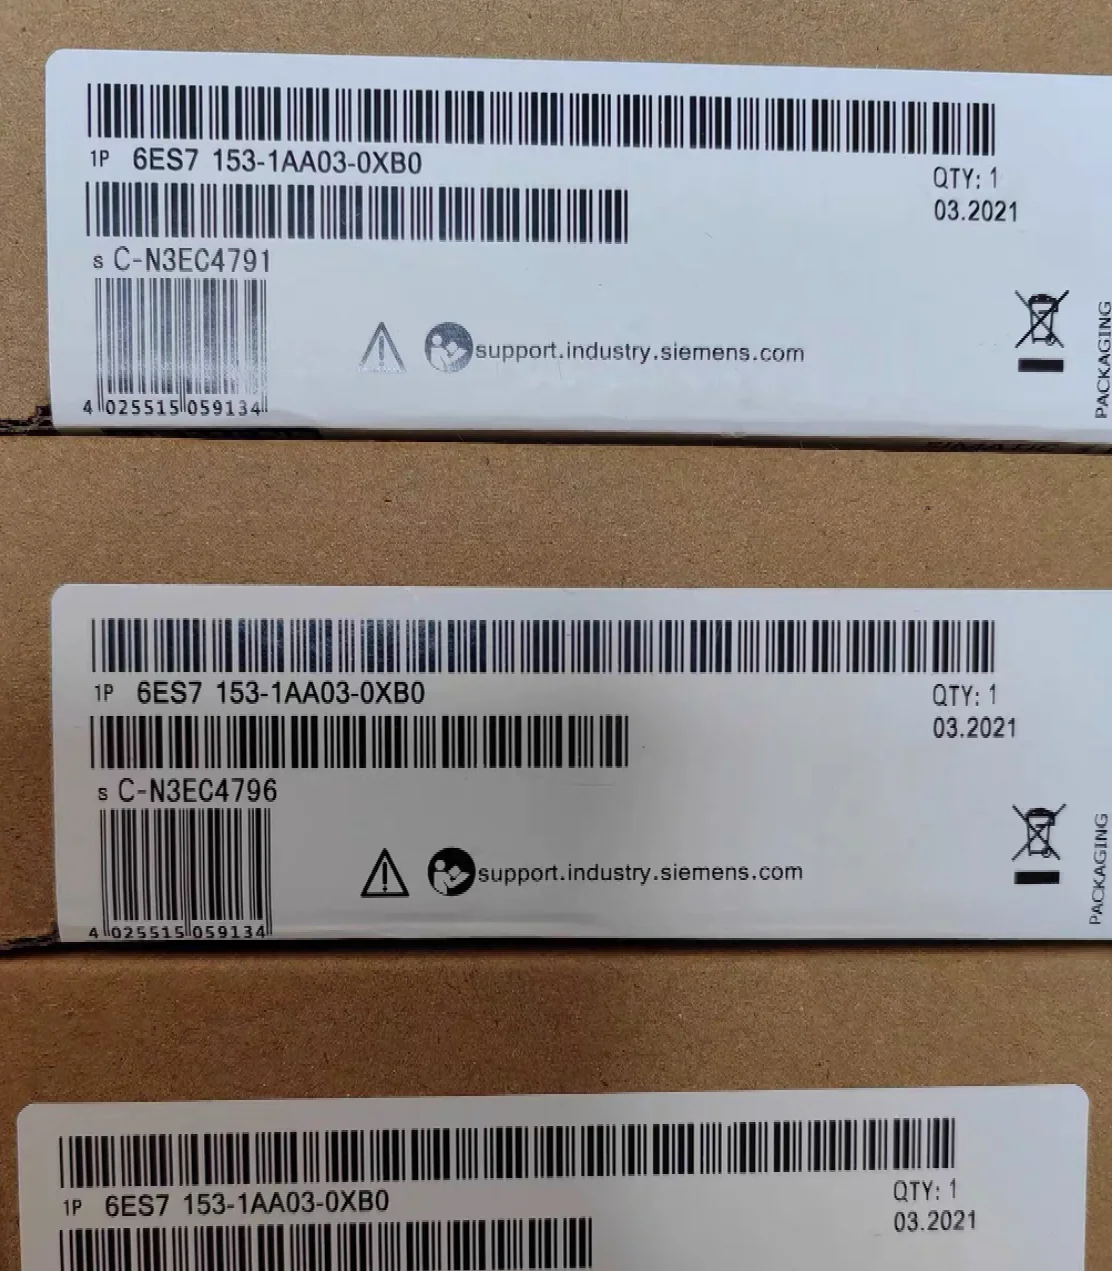 1P 6ES7 153-1AA03-0XB0
QTY: 1
03.2021
s C-N3EC4791
support.industry.siemens.com
PACKAGING
4 025515 059134
1P 6ES7 153-1AA03-0XB0
QTY: 1
03.2021
s C-N3EC4796
support.industry.siemens.com
PACKAGING
4 025515 059134
1P 6ES7 153-1AA03-0XB0
QTY: 1
03.2021